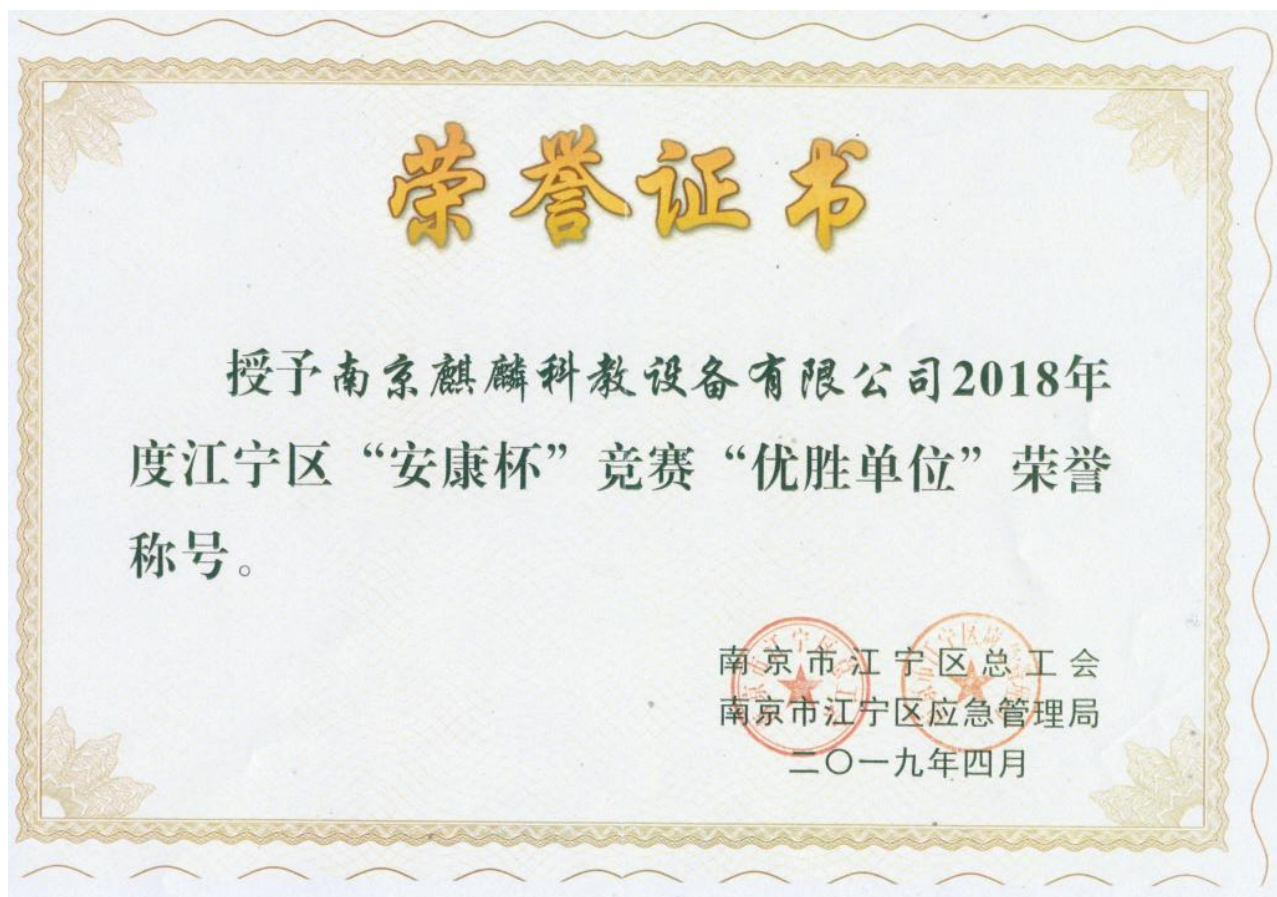 荣誉证书
授予南京麒麟科教设备有限公司2018年
度江宁区“安康杯”竞赛“优胜单位”荣誉
称号。
南京市江宁区总工会
南京市江宁区应急管理局
二〇一九年四月